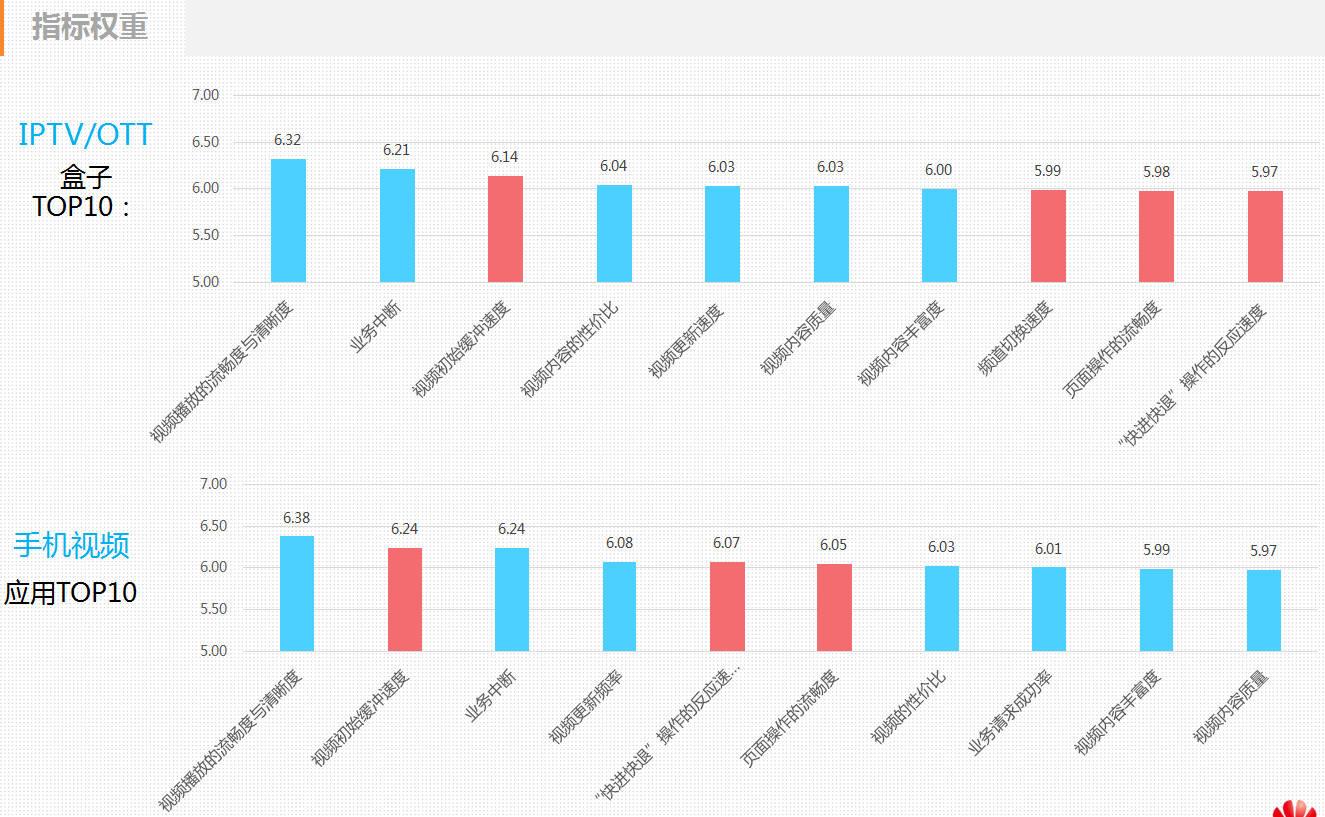 指标权重
IPTV/OTT
盒子
TOP10：
7.00
6.50
6.00
5.50
5.00
6.32
6.21
6.14
6.04
6.03
6.03
6.00
5.99
5.98
5.97
视频播放的流畅度与清晰度
业务中断
视频初始缓冲速度
视频内容的性价比
视频更新速度
视频内容质量
视频内容丰富度
频道切换速度
页面操作的流畅度
“快进快退”操作的反应速度
手机视频
应用TOP10
7.00
6.50
6.00
5.50
5.00
6.38
6.24
6.24
6.08
6.07
6.05
6.03
6.01
5.99
5.97
视频播放的流畅度与清晰度
视频初始缓冲速度
业务中断
视频更新频率
“快进快退”操作的反应速...
页面操作的流畅度
视频的性价比
业务请求成功率
视频内容丰富度
视频内容质量